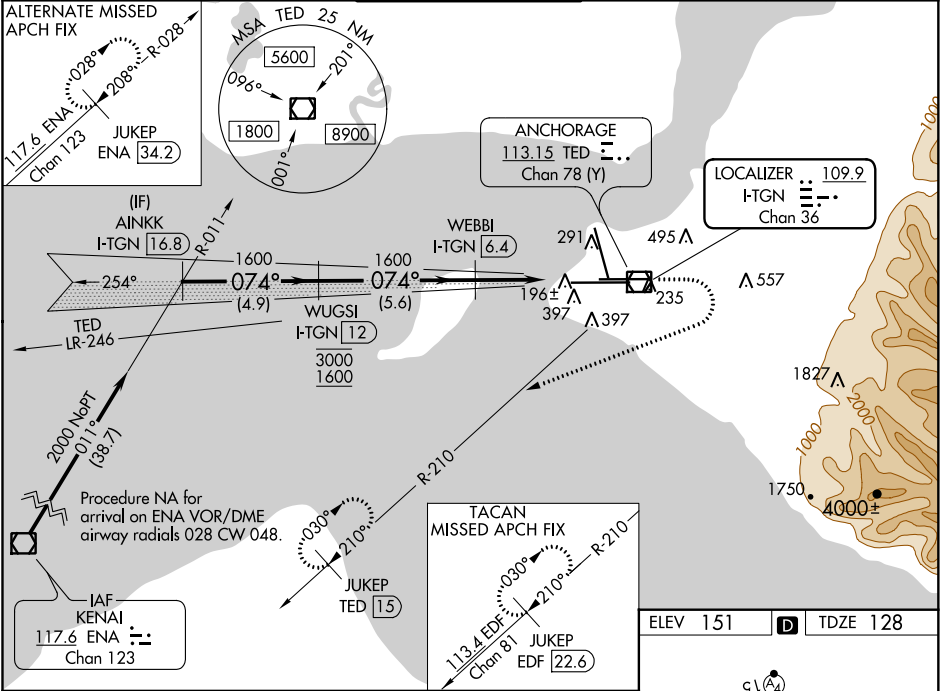 ALTERNATE MISSED
APCH FIX
028°
208°
R-028
117.6 ENA
Chan 123
JUKEP
ENA 34.2
MSA TED 25 NM
5600
096°
201°
1800
8900
001°
ANCHORAGE
113.15 TED
Chan 78 (Y)
LOCALIZER 109.9
I-TGN
Chan 36
(IF)
AINKK
I-TGN 16.8
R-011
WEBBI
I-TGN 6.4
291
495
1600
1600
254°
074°
074°
(4.9)
(5.6)
196±
235
557
397
397
WUGSI
I-TGN 12
3000
1600
TED
LR-246
1000
1827
2000
1000
2000 NoPT
011°
(38.7)
R-210
1750
4000±
Procedure NA for
arrival on ENA VOR/DME
airway radials 028 CW 048.
030°
210°
JUKEP
TED 15
IAF
KENAI
117.6 ENA
Chan 123
TACAN
MISSED APCH FIX
030°
210°
R-210
113.4 EDF
Chan 81
JUKEP
EDF 22.6
ELEV 151
D
TDZE 128
A4